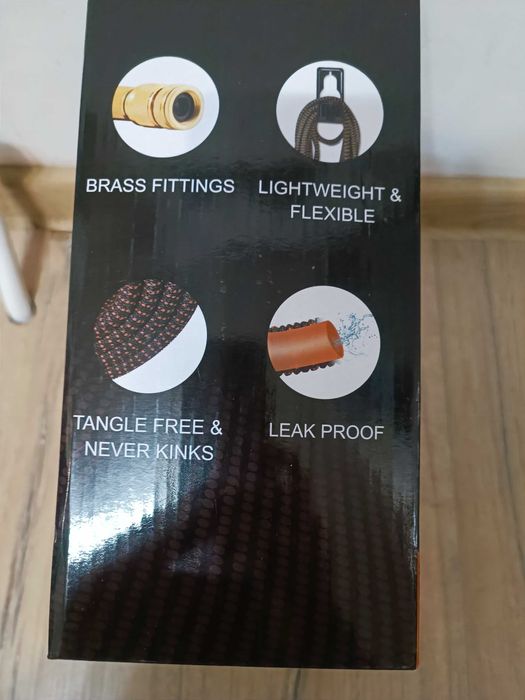 BRASS FITTINGS
LIGHTWEIGHT &
FLEXIBLE
TANGLE FREE &
NEVER KINKS
LEAK PROOF